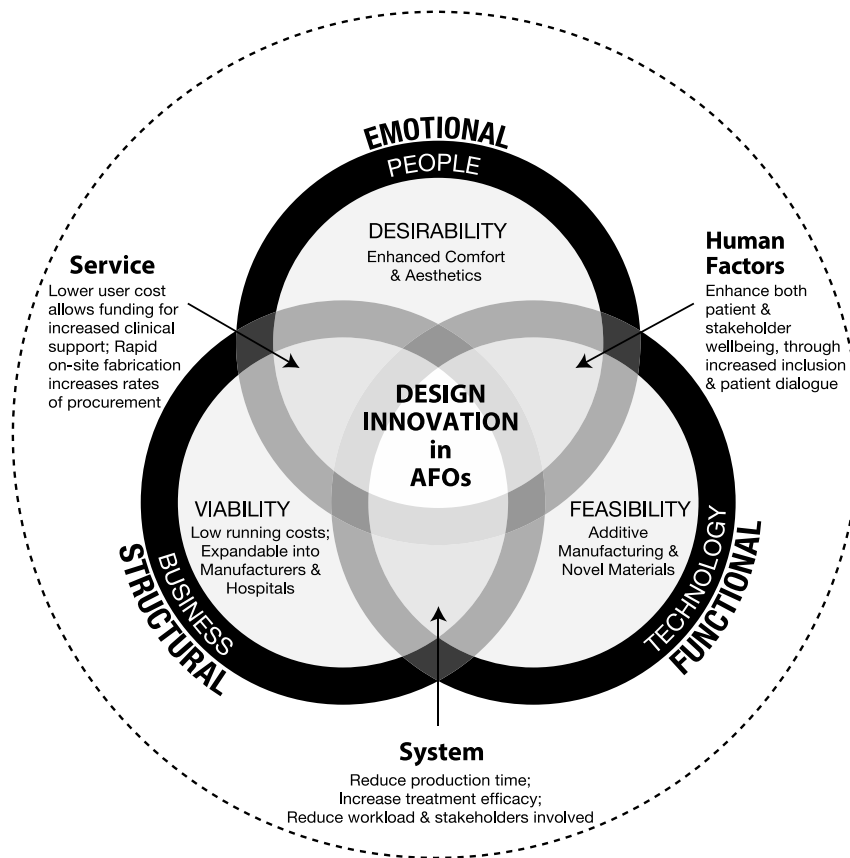 EMOTIONAL
PEOPLE
DESIRABILITY
Enhanced Comfort
& Aesthetics
Service
Lower user cost
allows funding for
increased clinical
support; Rapid
on-site fabrication
increases rates
of procurement
Human
Factors
Enhance both
patient &
stakeholder
wellbeing, through
increased inclusion
& patient dialogue
DESIGN
INNOVATION
in
AFOs
VIABILITY
Low running costs;
Expandable into
Manufacturers &
Hospitals
FEASIBILITY
Additive
Manufacturing &
Novel Materials
BUSINESS
STRUCTURAL
TECHNOLOGY
FUNCTIONAL
System
Reduce production time;
Increase treatment efficacy;
Reduce workload & stakeholders involved